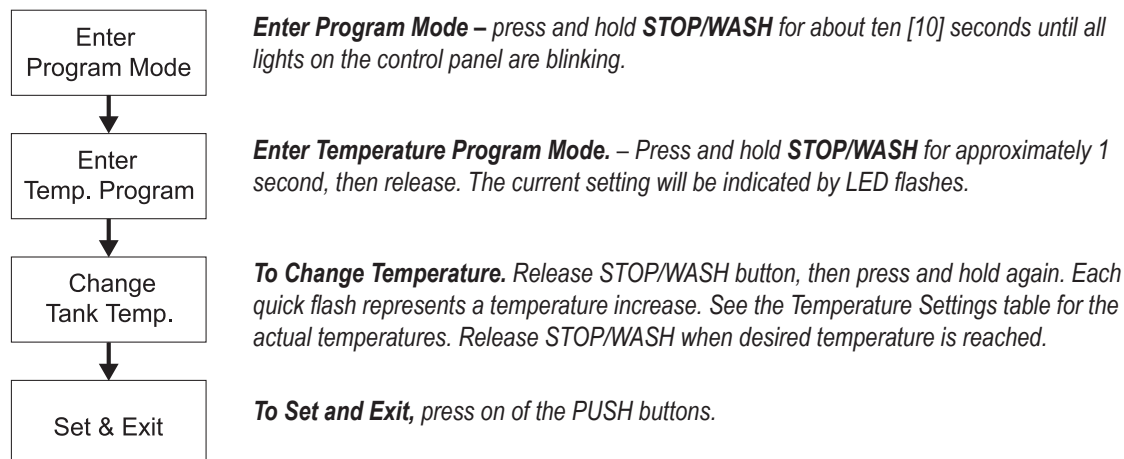 Enter
Program Mode
Enter Program Mode – press and hold STOP/WASH for about ten [10] seconds until all
lights on the control panel are blinking.
Enter
Temp. Program
Enter Temperature Program Mode. – Press and hold STOP/WASH for approximately 1
second, then release. The current setting will be indicated by LED flashes.
Change
Tank Temp.
To Change Temperature. Release STOP/WASH button, then press and hold again. Each
quick flash represents a temperature increase. See the Temperature Settings table for the
actual temperatures. Release STOP/WASH when desired temperature is reached.
Set & Exit
To Set and Exit, press on of the PUSH buttons.